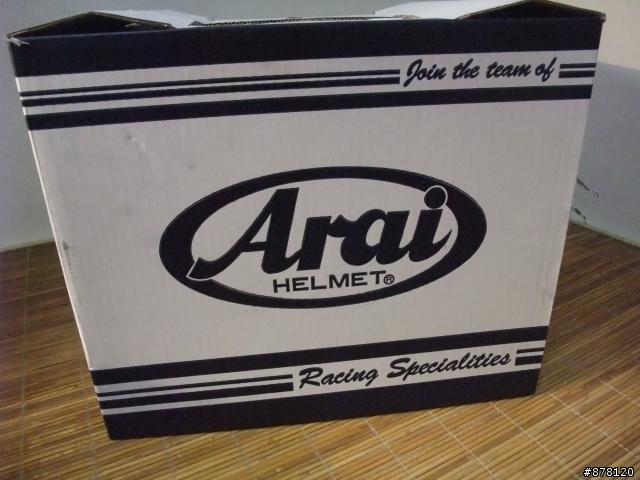 Join the team of
Arai
HELMET®
Racing Specialities
#878120